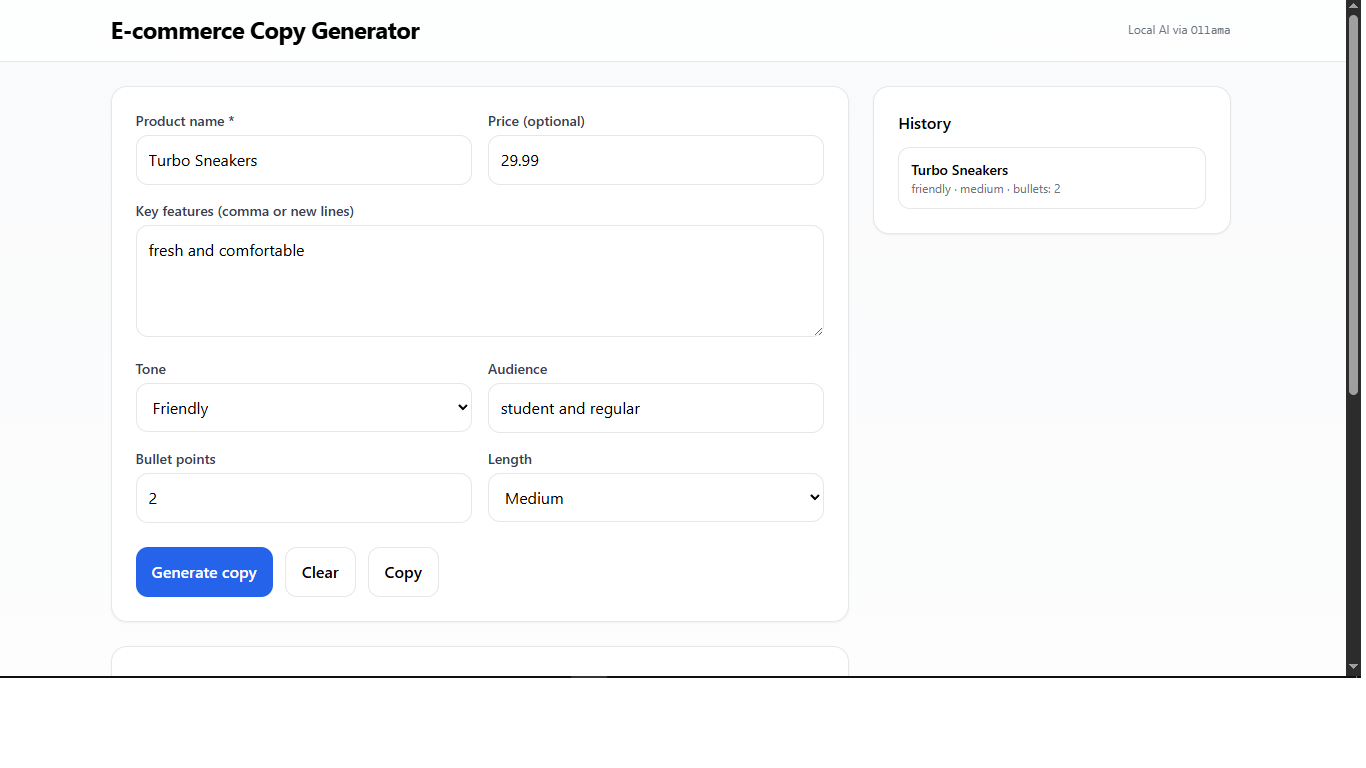 E-commerce Copy Generator
Local AI via Ollama
Product name *
Price (optional)
Turbo Sneakers
29.99
Key features (comma or new lines)
fresh and comfortable
Tone
Audience
Friendly
student and regular
Bullet points
Length
2
Medium
Generate copy
Clear
Copy
History
Turbo Sneakers
friendly · medium · bullets: 2